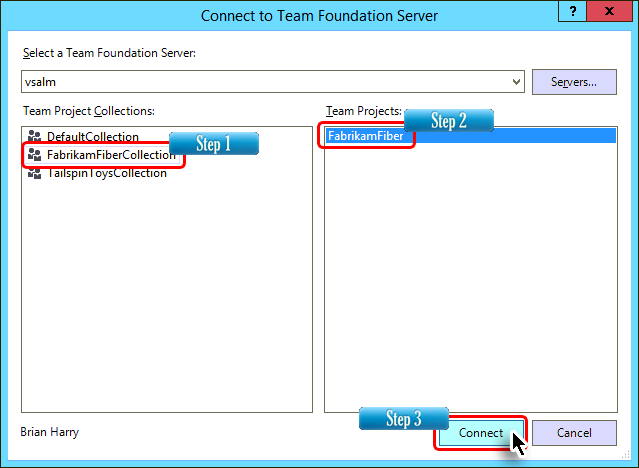 Connect to Team Foundation Server
?
Select a Team Foundation Server:
vsalm
Servers...
Team Project Collections:
Team Projects:
Step 2
DefaultCollection
FabrikamFiber
Step 1
FabrikamFiberCollection
TailspinToysCollection
Step 3
Brian Harry
Connect
Cancel